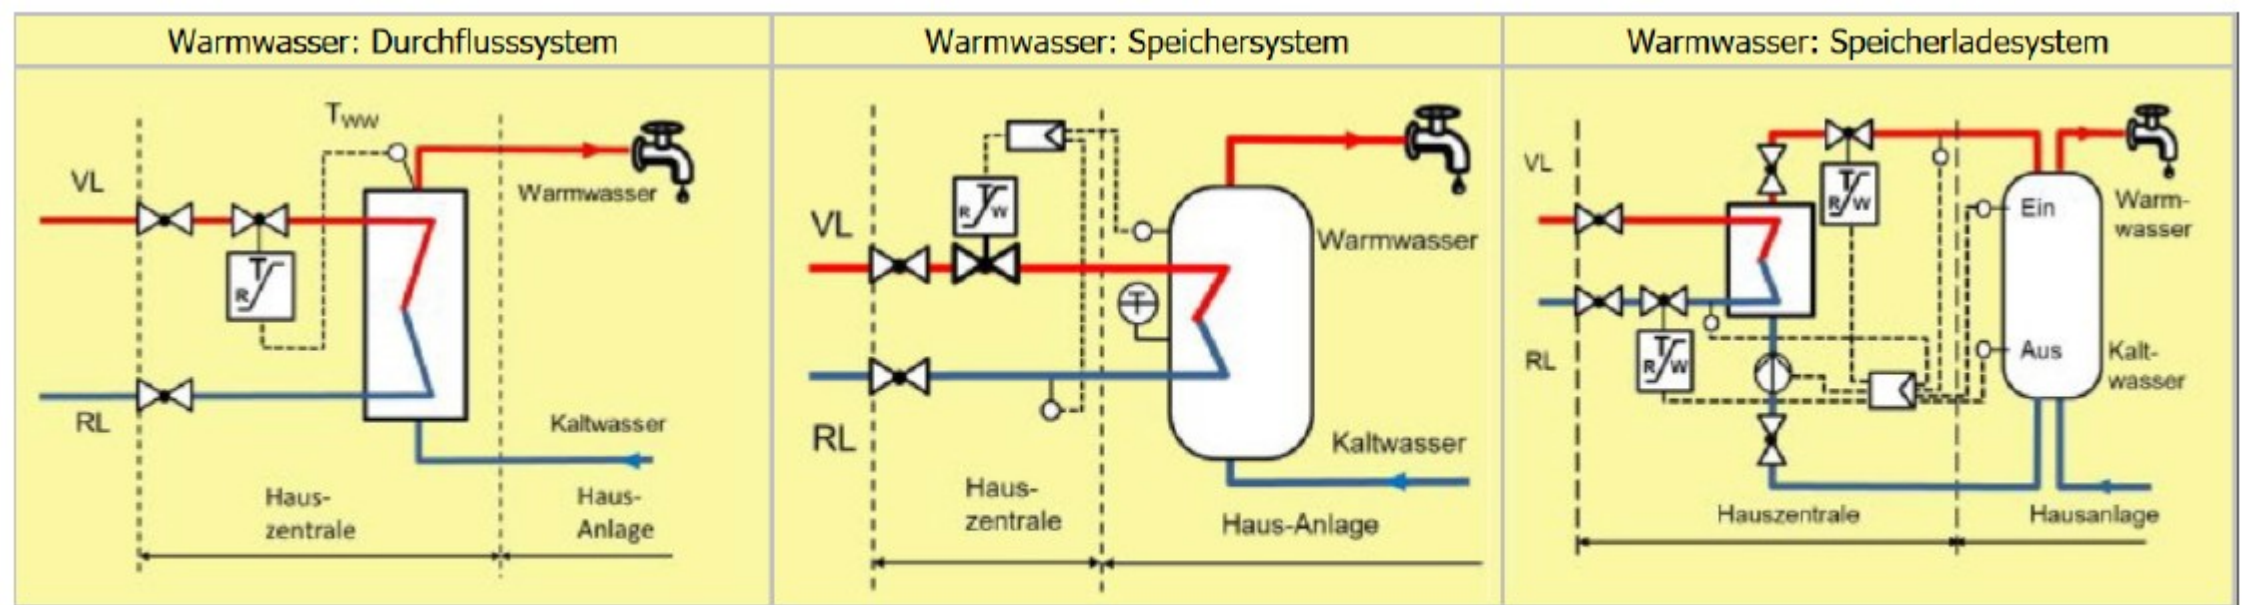 Warmwasser: Durchflusssystem
TWW
VL
Warmwasser
T
R
RL
Kaltwasser
Haus-
zentrale
Haus-
Anlage
Warmwasser: Speichersystem
T
R W
VL
Warmwasser
T
RL
Kaltwasser
Haus-
zentrale
Haus-Anlage
Warmwasser: Speicherladesystem
VL
T
R W
Ein
Warm-
wasser
RL
T
R W
Aus
Kalt-
wasser
Hauszentrale
Hausanlage